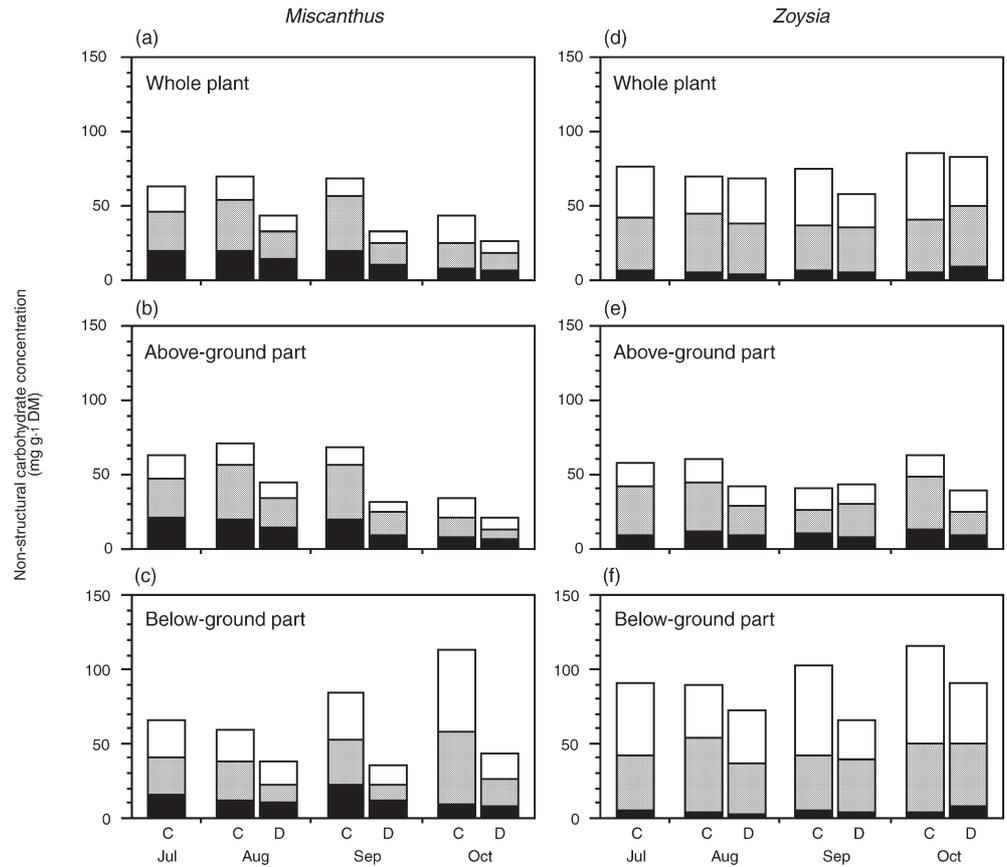 Miscanthus
Zoysia
(a)
(d)
150
100
50
0
Whole plant
150
100
50
0
Whole plant
(b)
(e)
150
100
50
0
Above-ground part
150
100
50
0
Above-ground part
(c)
(f)
150
100
50
0
Below-ground part
150
100
50
0
Below-ground part
Non-structural carbohydrate concentration
(mg g-1 DM)
C C D C D C D
Jul Aug Sep Oct
C C D C D C D
Jul Aug Sep Oct